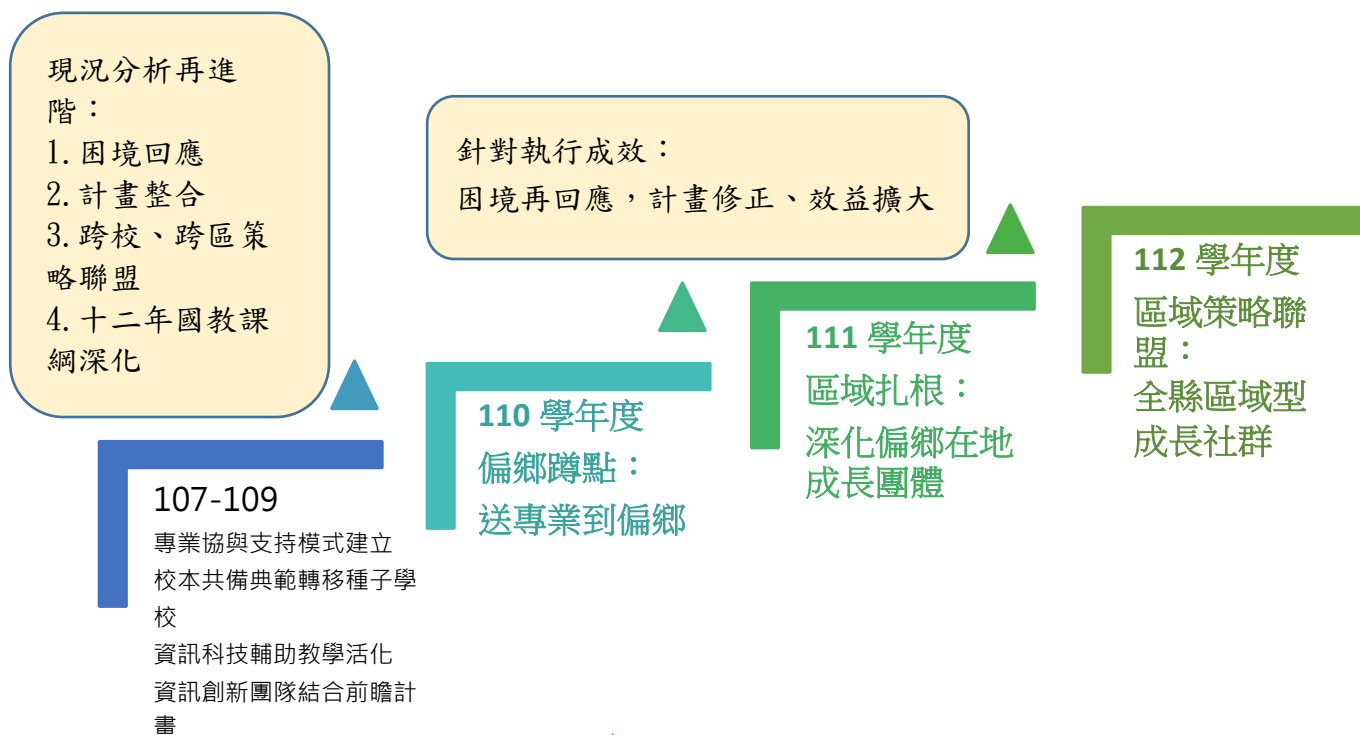 現況分析再進
階：
1.困境回應
2.計畫整合
3.跨校、跨區策
略聯盟
4.十二年國教課
綱深化
針對執行成效：
困境再回應，計畫修正、效益擴大
107-109
專業協與支持模式建立
校本共備典範轉移種子學
校
資訊科技輔助教學活化
資訊創新團隊結合前瞻計
畫
110 學年度
偏鄉蹲點：
送專業到偏鄉
111 學年度
區域扎根：
深化偏鄉在地
成長團體
112 學年度
區域策略聯
盟：
全縣區域型
成長社群